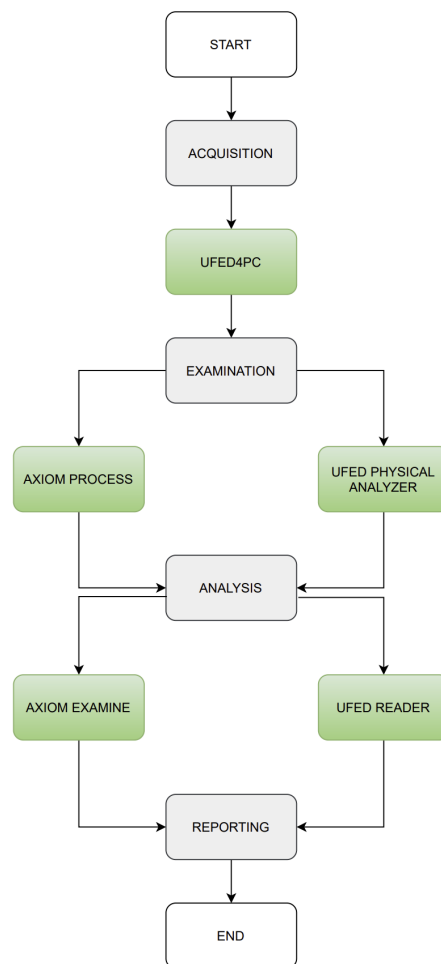 START
ACQUISITION
UFED4PC
EXAMINATION
AXIOM PROCESS
UFED PHYSICAL
ANALYZER
ANALYSIS
AXIOM EXAMINE
UFED READER
REPORTING
END